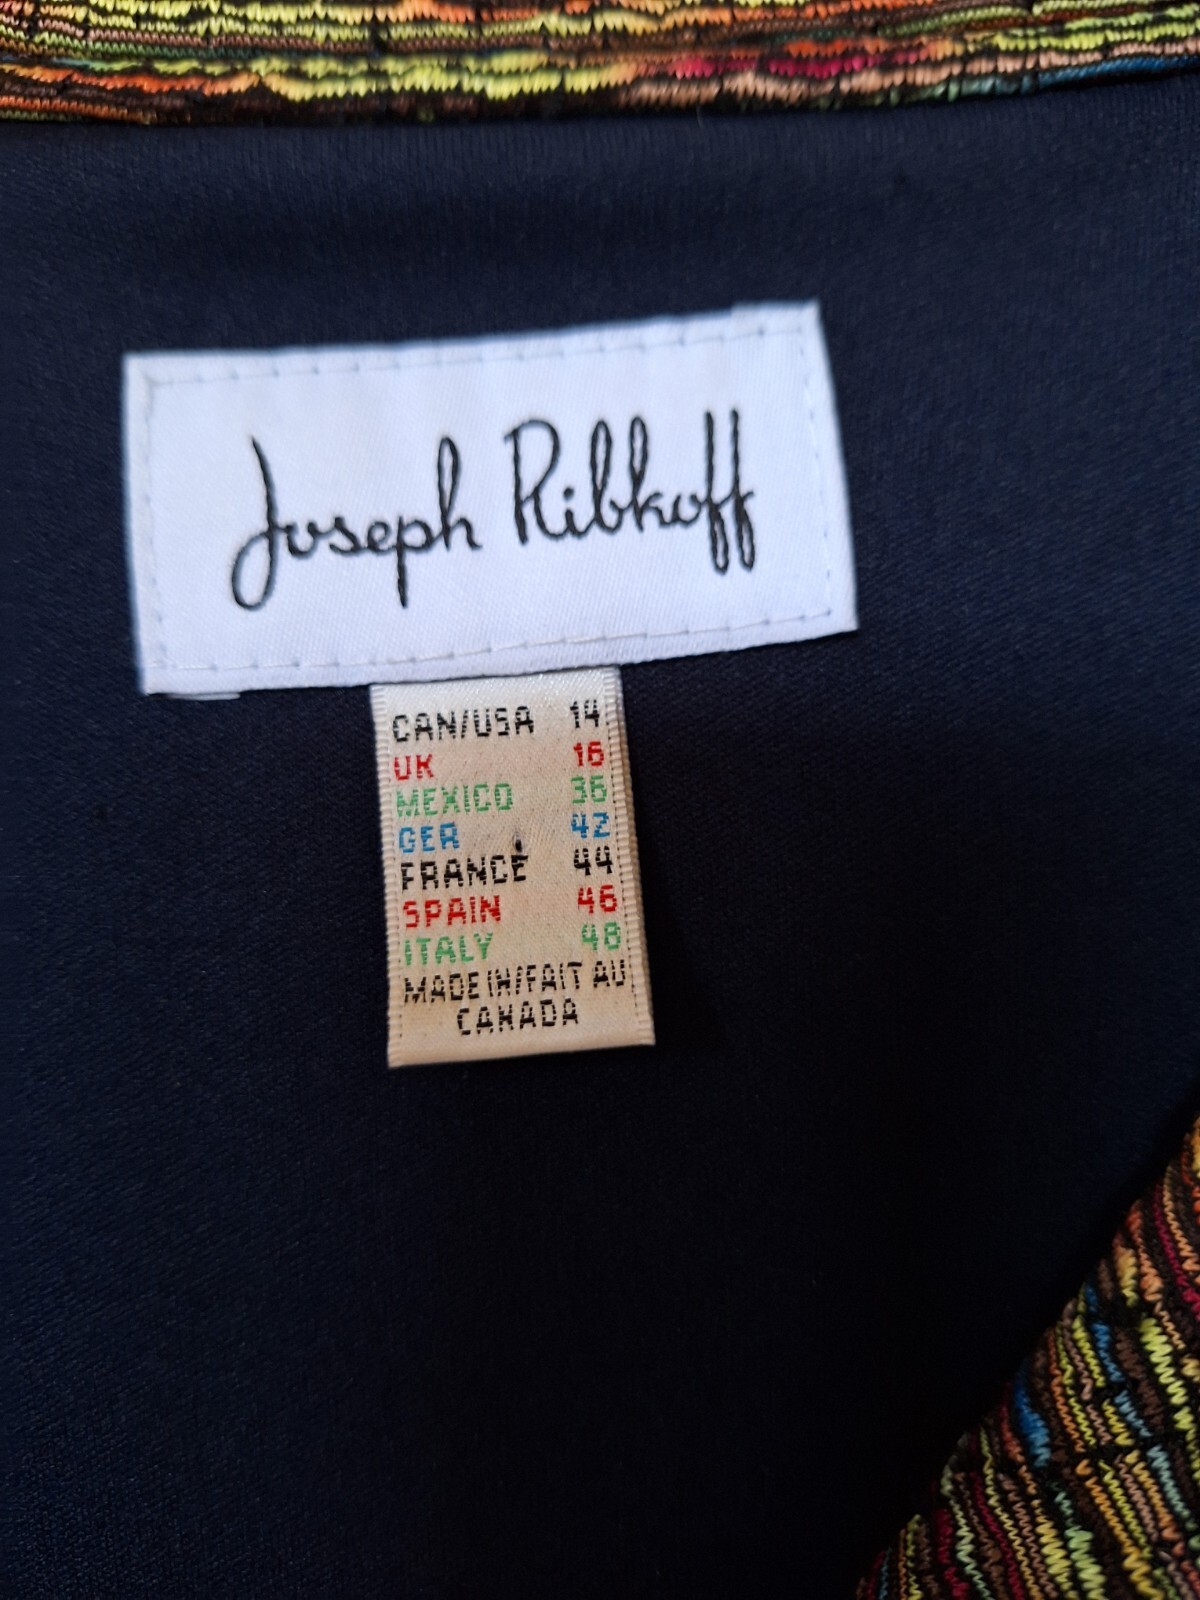 Joseph Ribkoff
CAN/USA 14
UK 16
MEXICO 36
GER 42
FRANCE 44
SPAIN 46
ITALY 48
MADE IN/FAIT AU
CANADA